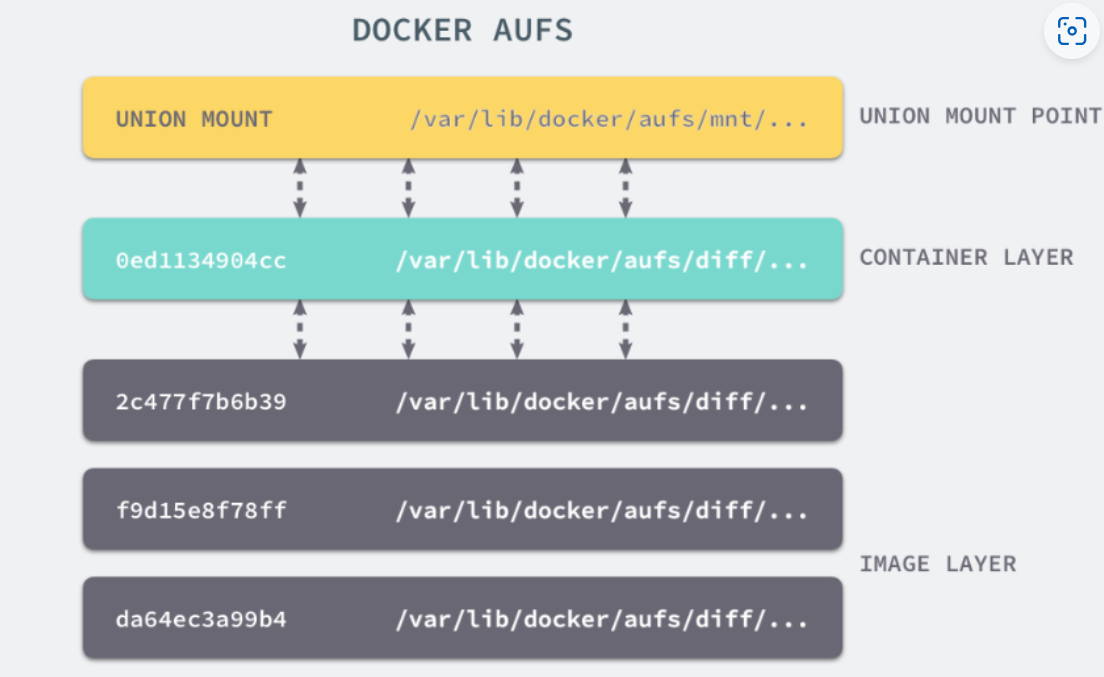 DOCKER AUFS
UNION MOUNT /var/lib/docker/aufs/mnt/... UNION MOUNT POINT
0ed1134904cc /var/lib/docker/aufs/diff/... CONTAINER LAYER
2c477f7b6b39 /var/lib/docker/aufs/diff/...
f9d15e8f78ff /var/lib/docker/aufs/diff/...
IMAGE LAYER
da64ec3a99b4 /var/lib/docker/aufs/diff/...